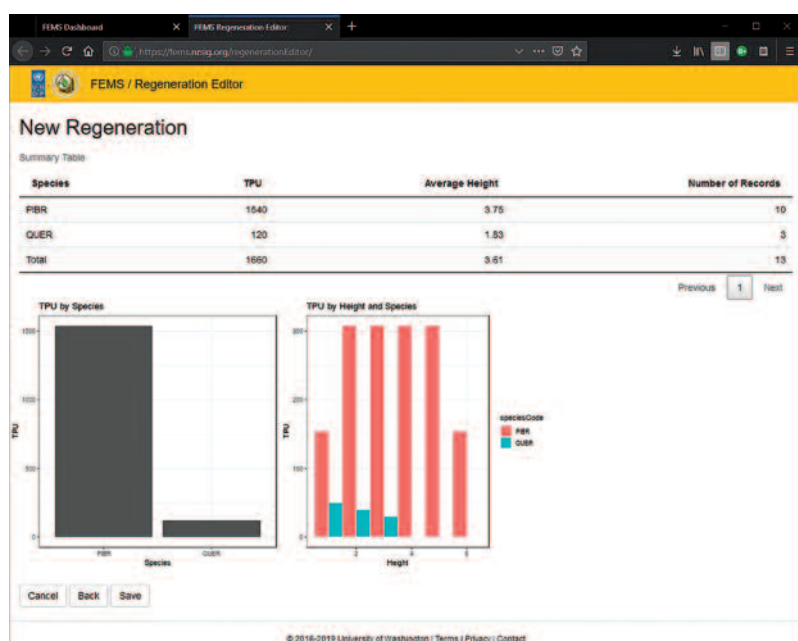 FEMS Dashboard × FEMS Regeneration Editor × +
https://fems.nzsig.org/regenerationEditor/
FEMS / Regeneration Editor
New Regeneration
Summary Table
Species TPU Average Height Number of Records
PIBR 1540 3.75 10
QUER 120 1.83 3
Total 1660 3.61 13
Previous 1 Next
TPU by Species
1500
1000
500
0
TPU
PIBR QUER
Species
TPU by Height and Species
300
200
100
0
TPU
2 4 6
Height
speciesCode
PIBR
QUER
Cancel Back Save
© 2016-2019 University of Washington | Terms | Privacy | Contact